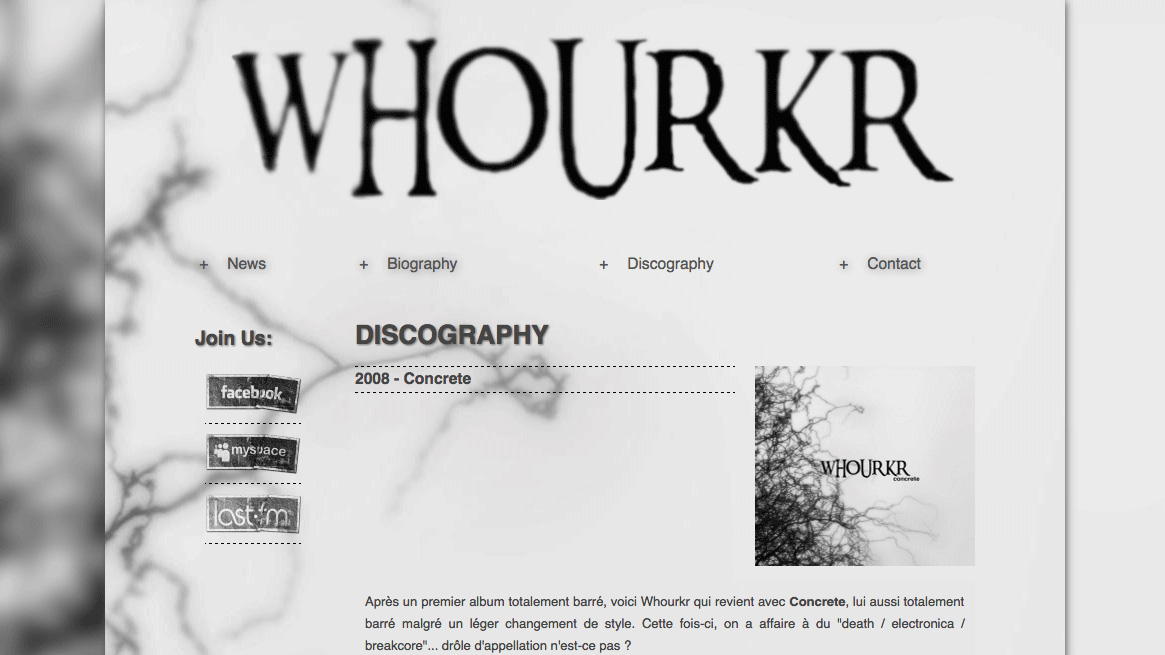 WHOURKR
+ News + Biography + Discography + Contact
Join Us:
facebook
myspace
last.fm
DISCOGRAPHY
2008 - Concrete
WHOURKR
concrete
Après un premier album totalement barré, voici Whourkr qui revient avec Concrete, lui aussi totalement
barré malgré un léger changement de style. Cette fois-ci, on a affaire à du "death / electronica /
breakcore"... drôle d'appellation n'est-ce pas ?